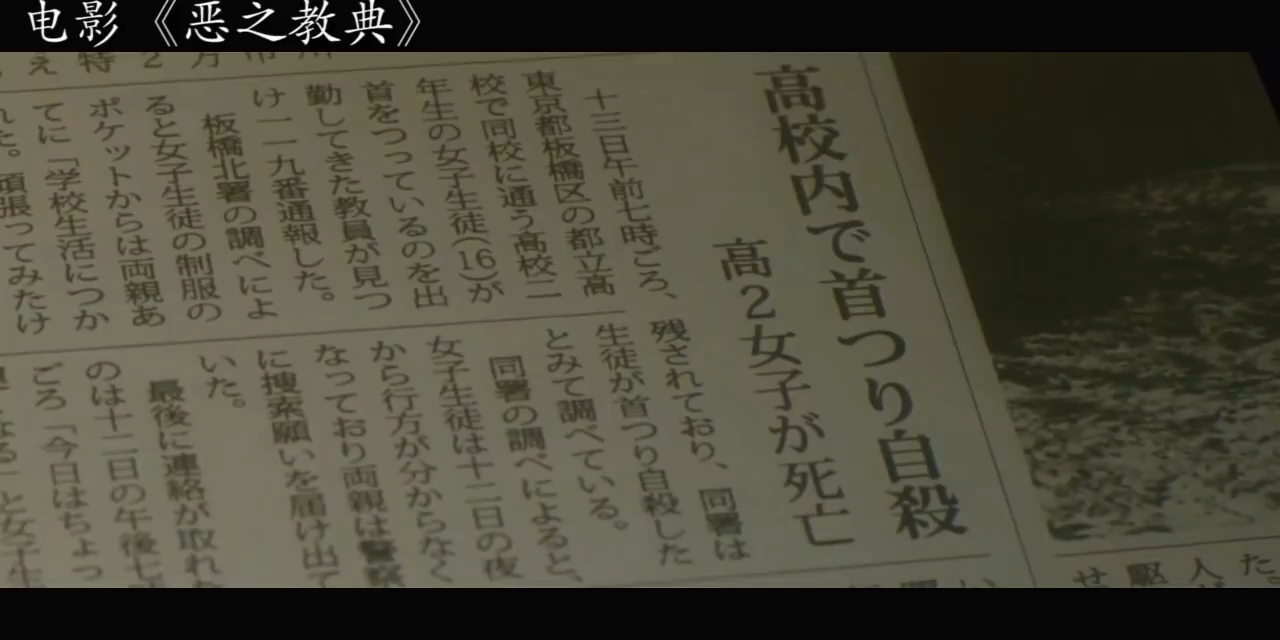 电影《恶之教典》
高校内で首つり自殺
高2女子が死亡
十三日午前七時ごろ、
東京都板橋区の都立高
校で同校に通う高校二
年生の女子生徒(16)が
首をつっているのを出
勤してきた教員が見つ
け一一九番通報した。
板橋北署の調べによ
ると女子生徒の制服の
ポケットからは両親あ
てに「学校生活につか
れた。頑張ってみたけ
残されており、同署は
生徒が首つり自殺した
とみて調べている。
同署の調べによると、
女子生徒は十二日の夜
から行方が分からなく
なっており両親は警察
に捜索願いを届け出て
いた。
最後に連絡が取れた
のは十二日の午後七
ごろ「今日はちょっ